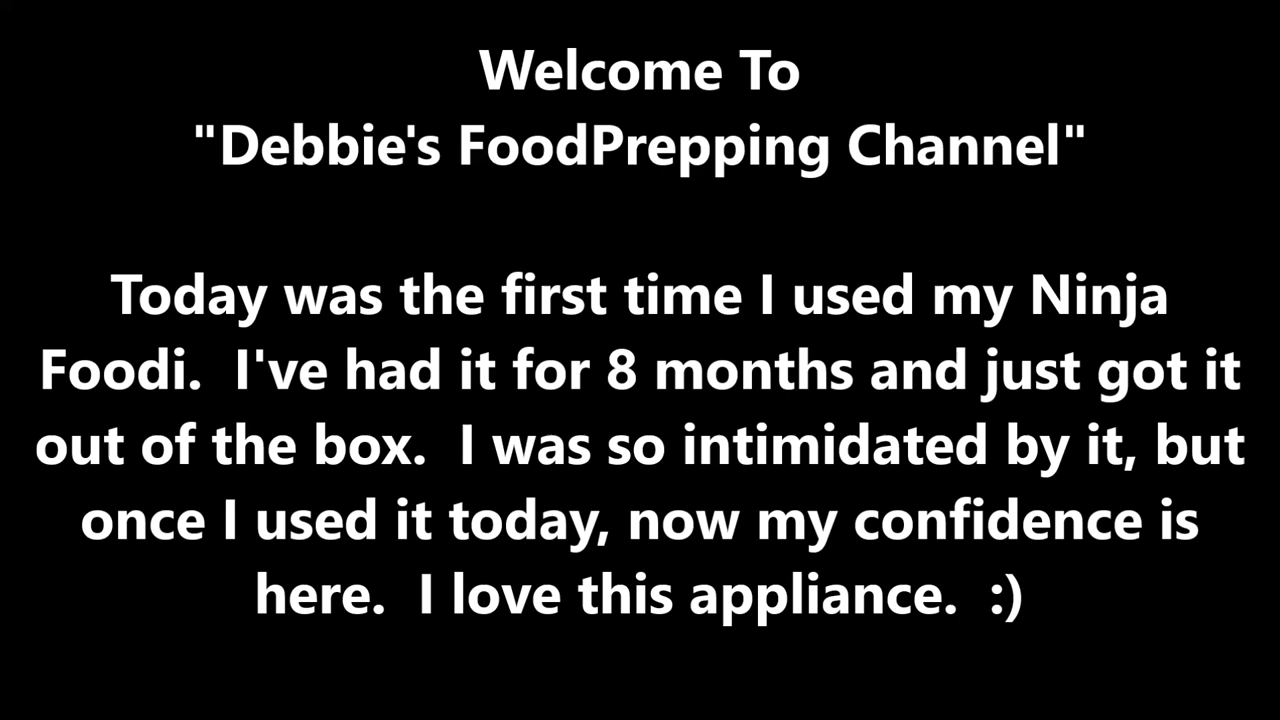 Welcome To
"Debbie's FoodPrepping Channel"
Today was the first time I used my Ninja
Foodi.  I've had it for 8 months and just got it
out of the box.  I was so intimidated by it, but
once I used it today, now my confidence is
here.  I love this appliance.  :)